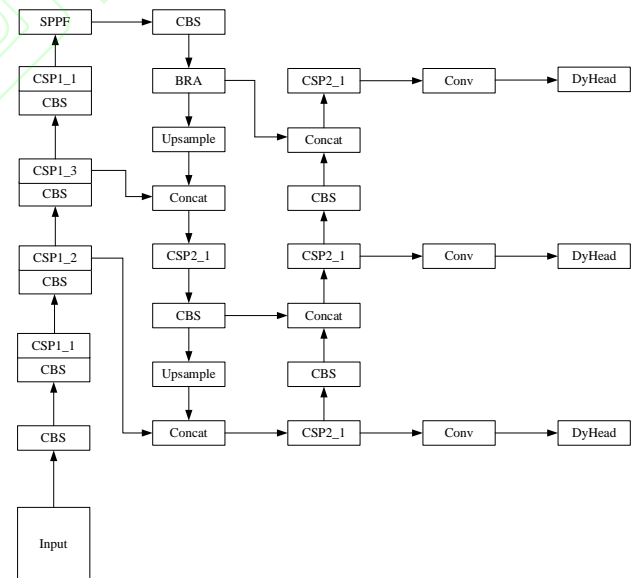 SPPF
CBS
CSP1_1
CBS
BRA
CSP2_1
Conv
DyHead
Upsample
Concat
CSP1_3
CBS
Concat
CBS
CSP1_2
CBS
CSP2_1
CSP2_1
Conv
DyHead
CBS
Concat
CSP1_1
CBS
Upsample
CBS
CBS
Concat
CSP2_1
Conv
DyHead
Input